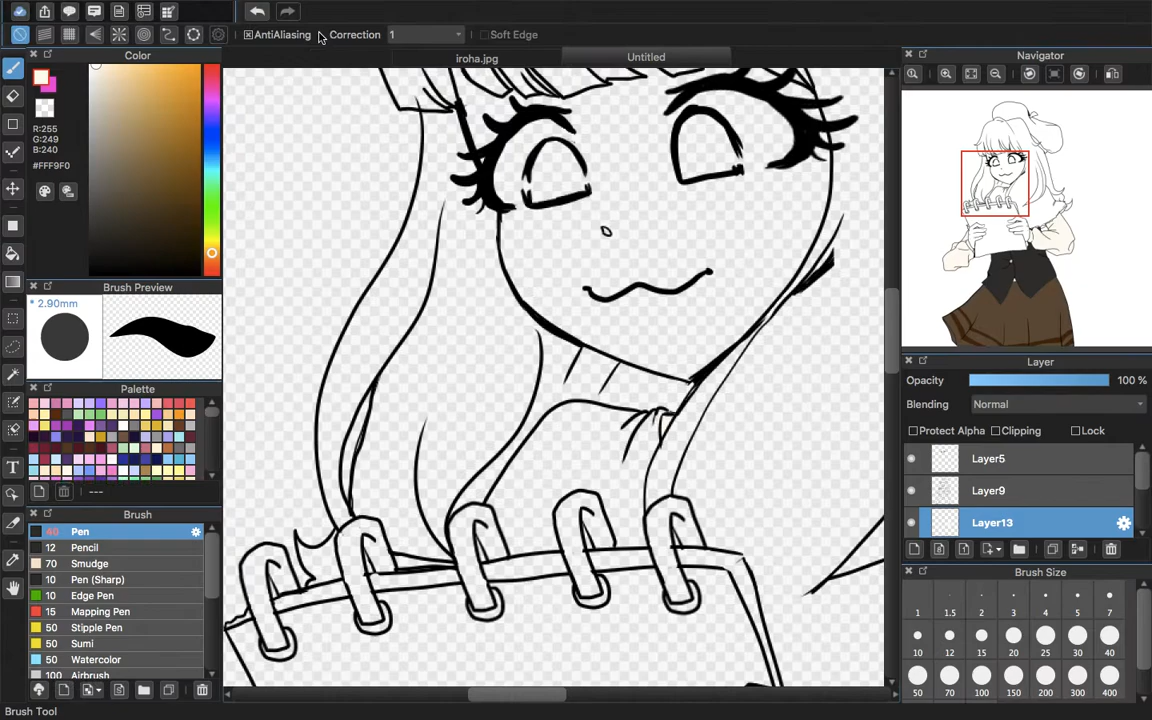 AntiAliasing
Correction 1
Soft Edge
iroha.jpg
Untitled
Color
R:255
G:249
B:240
#FFF9F0
Brush Preview
* 2.90mm
Palette
---
Brush
40 Pen
12 Pencil
70 Smudge
10 Pen (Sharp)
10 Edge Pen
15 Mapping Pen
50 Stipple Pen
50 Sumi
50 Watercolor
100 Airbrush
Brush Tool
Navigator
Layer
Opacity 100 %
Blending Normal
Protect Alpha Clipping Lock
Layer5
Layer9
Layer13
Brush Size
1 1.5 2 3 4 5 7
10 12 15 20 25 30 40
50 70 100 150 200 300 400
T